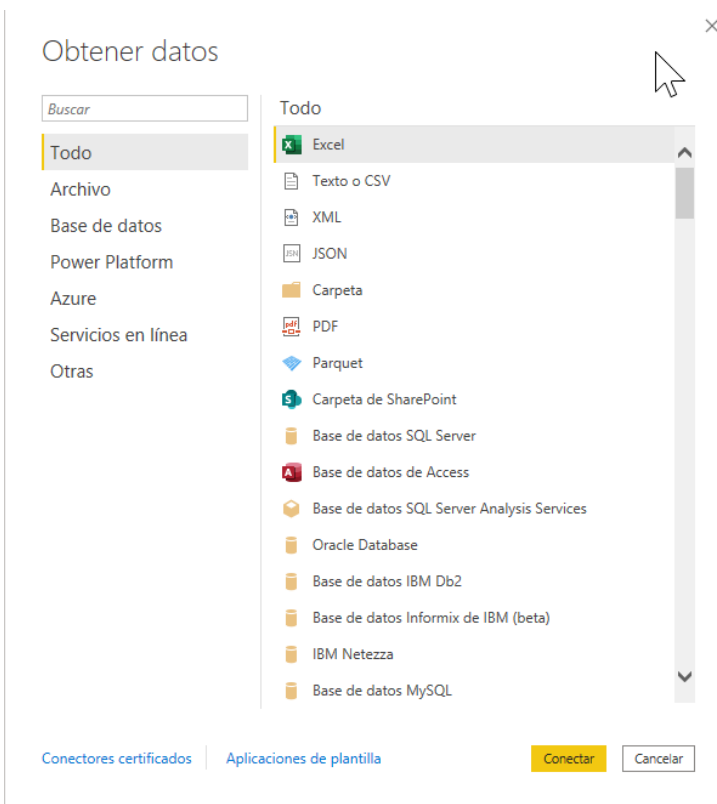 Obtener datos
Buscar
Todo
Archivo
Base de datos
Power Platform
Azure
Servicios en línea
Otras
Todo
Excel
Texto o CSV
XML
JSON
Carpeta
PDF
Parquet
Carpeta de SharePoint
Base de datos SQL Server
Base de datos de Access
Base de datos SQL Server Analysis Services
Oracle Database
Base de datos IBM Db2
Base de datos Informix de IBM (beta)
IBM Netezza
Base de datos MySQL
Conectores certificados
Aplicaciones de plantilla
Conectar
Cancelar